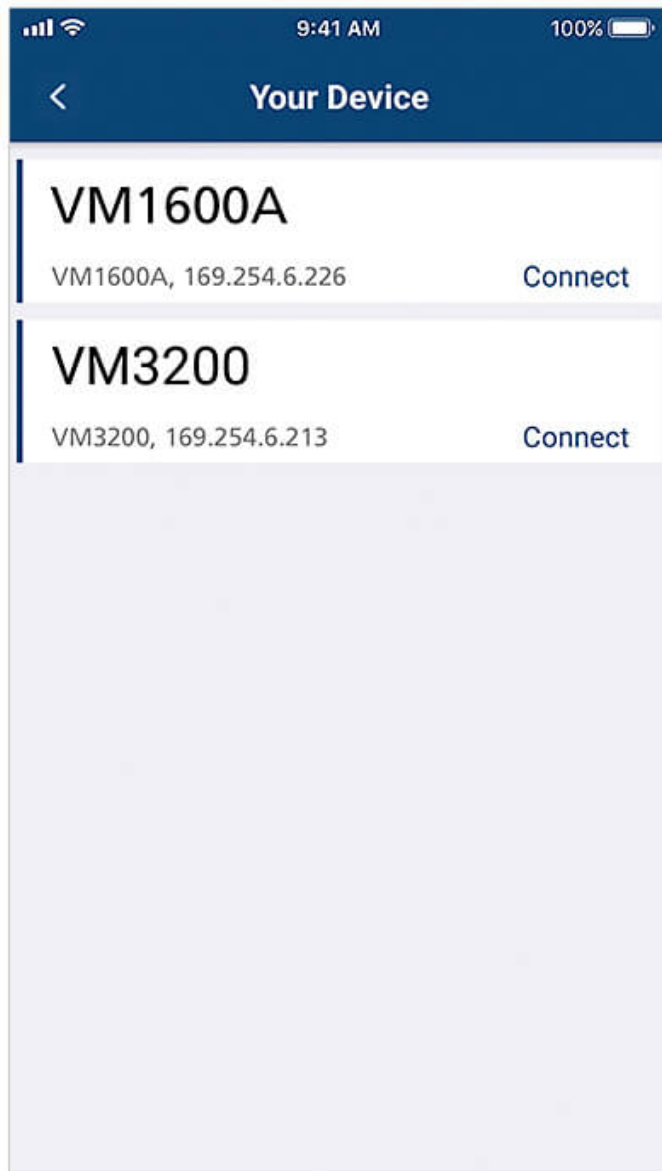 9:41 AM 100%
Your Device
VM1600A
VM1600A, 169.254.6.226 Connect
VM3200
VM3200, 169.254.6.213 Connect